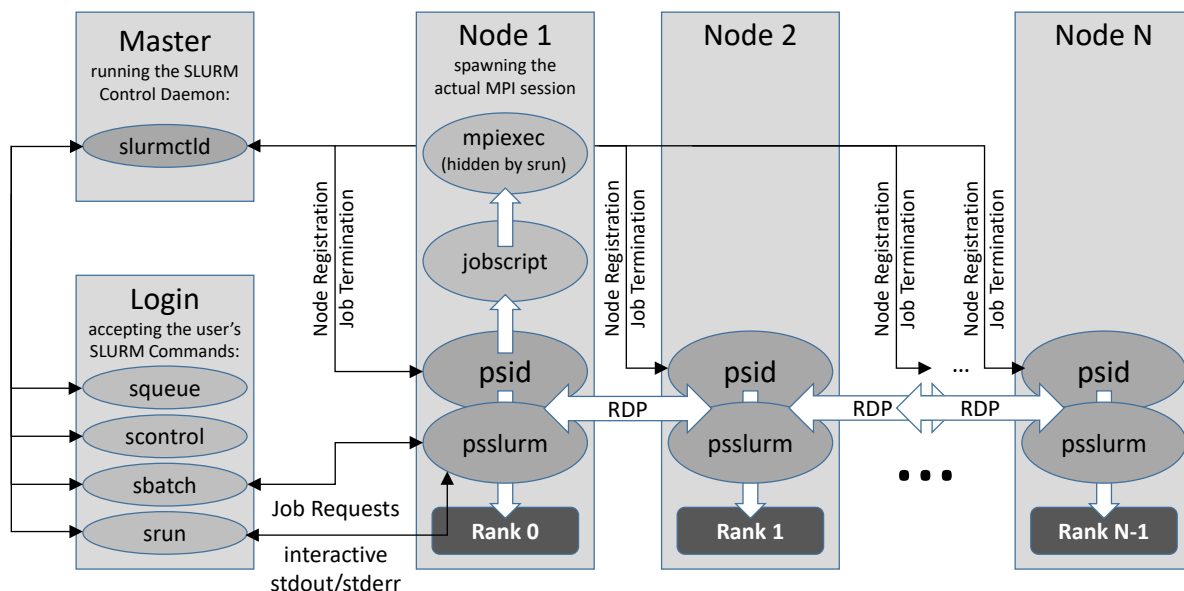 Master
running the SLURM
Control Daemon:
slurmctld
Login
accepting the user's
SLURM Commands:
squeue
scontrol
sbatch
srun
Node Registration
Job Termination
Job Requests
interactive
stdout/stderr
Node 1
spawning the
actual MPI session
mpiexec
(hidden by srun)
jobscript
psid
psslurm
Rank 0
Node Registration
Job Termination
RDP
Node 2
psid
psslurm
Rank 1
Node Registration
Job Termination
Node Registration
Job Termination
...
RDP
RDP
...
Node N
psid
psslurm
Rank N-1